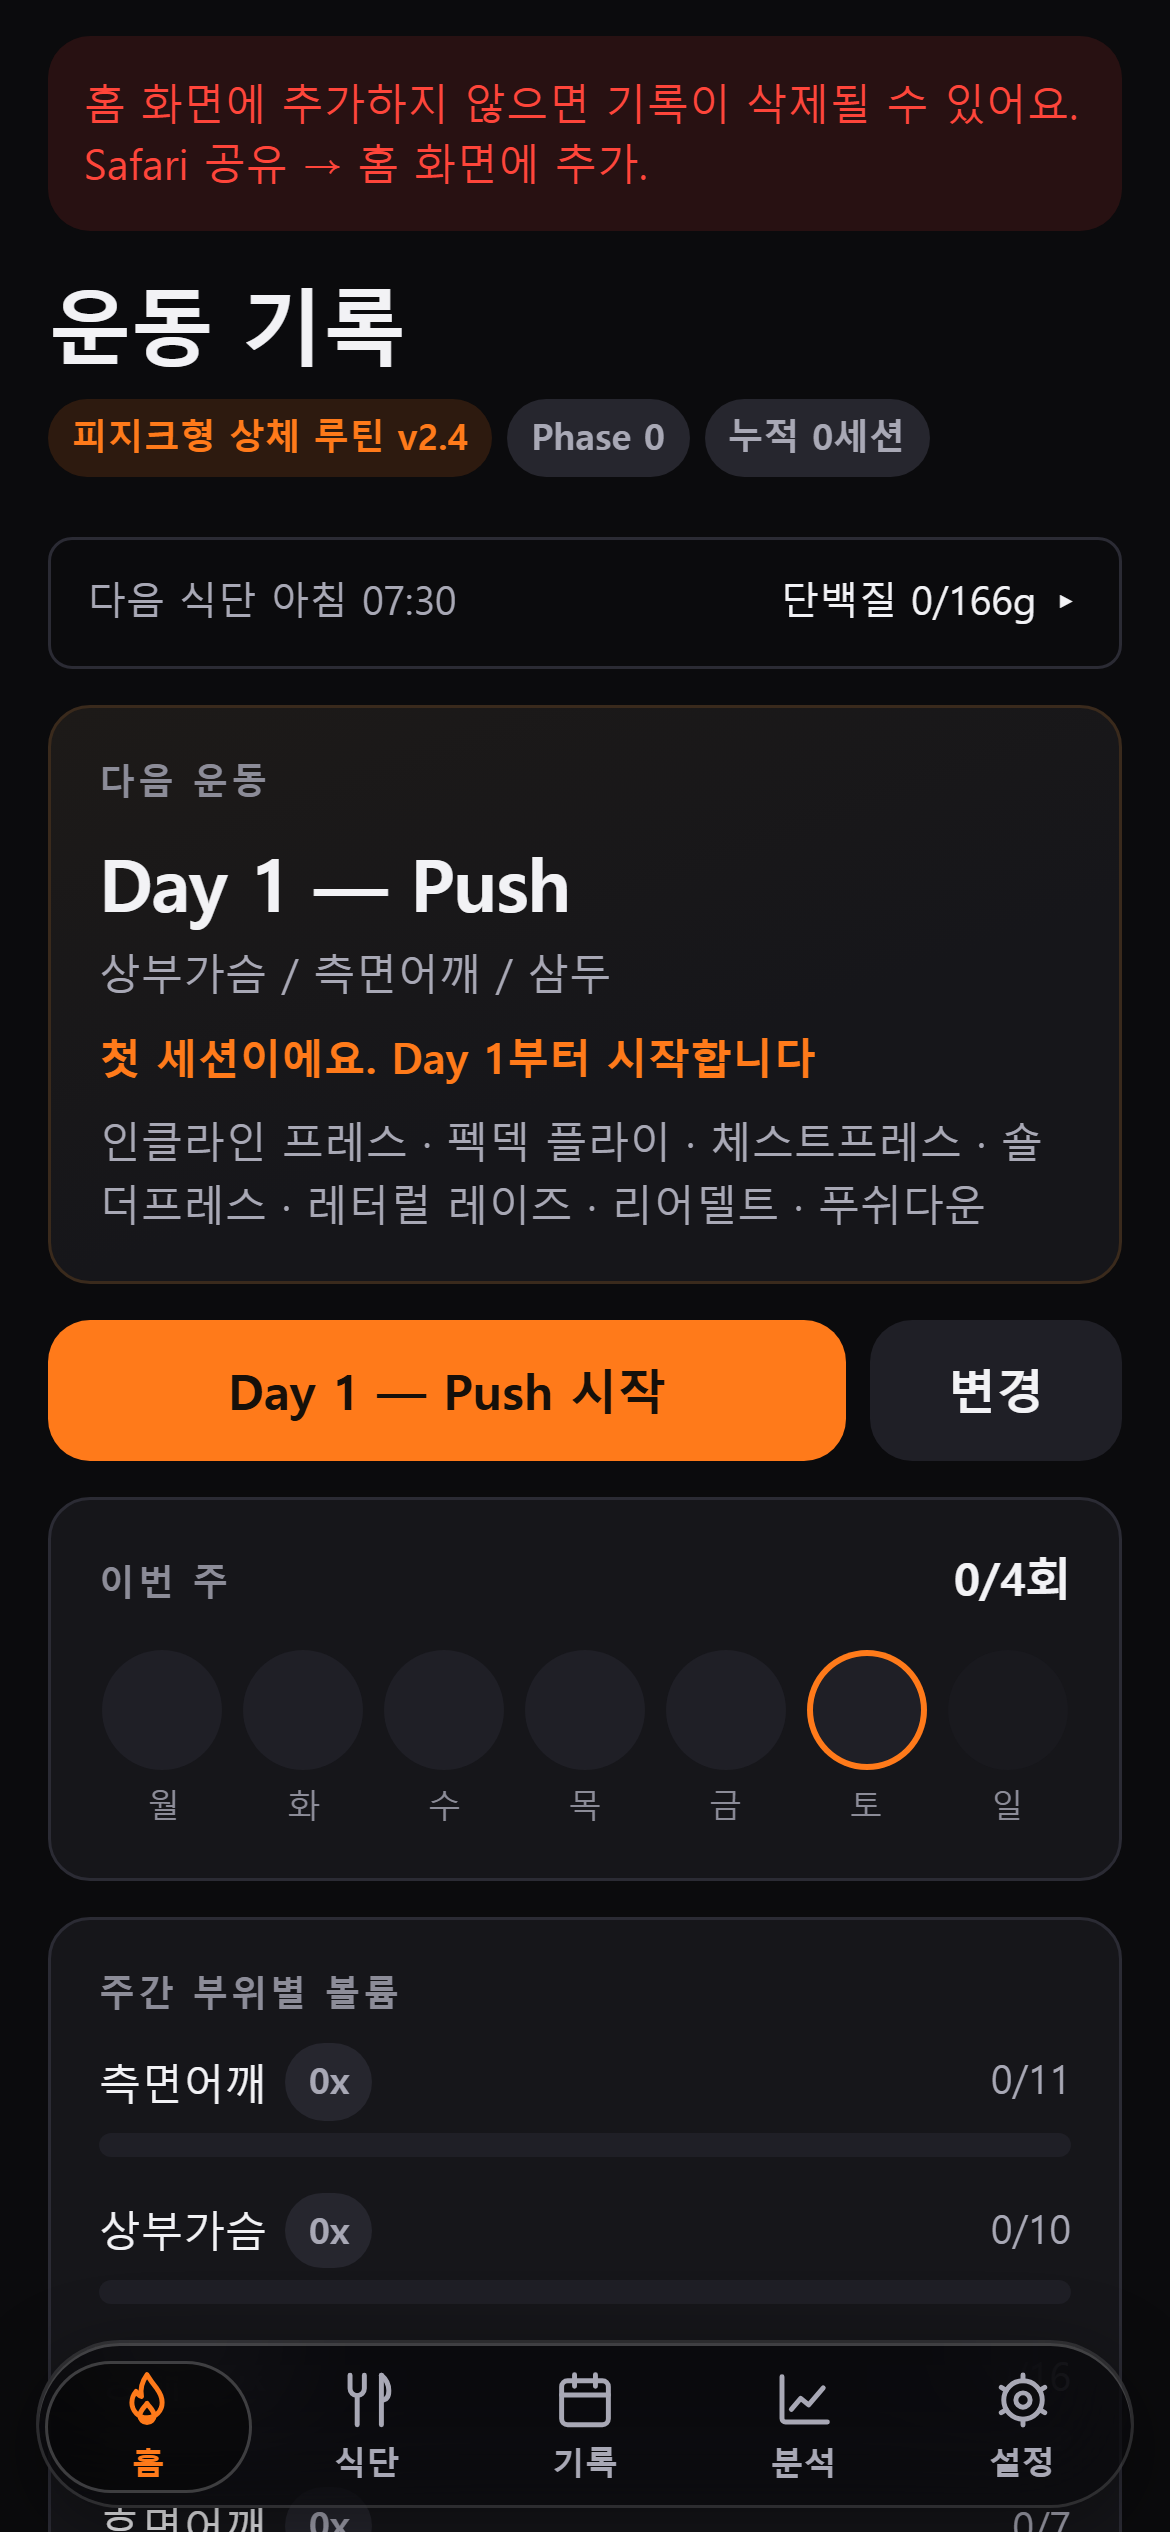 홈 화면에 추가하지 않으면 기록이 삭제될 수 있어요.
Safari 공유 → 홈 화면에 추가.
운동 기록
피지크형 상체 루틴 v2.4
Phase 0
누적 0세션
다음 식단 아침 07:30
단백질 0/166g ▸
다음 운동
Day 1 — Push
상부가슴 / 측면어깨 / 삼두
첫 세션이에요. Day 1부터 시작합니다
인클라인 프레스 · 펙덱 플라이 · 체스트프레스 · 숄
더프레스 · 레터럴 레이즈 · 리어델트 · 푸쉬다운
Day 1 — Push 시작
변경
이번 주
0/4회
월 화 수 목 금 토 일
주간 부위별 볼륨
측면어깨 0x 0/11
상부가슴 0x 0/10
홈 식단 기록 분석 설정
후면어깨 0x 0/7